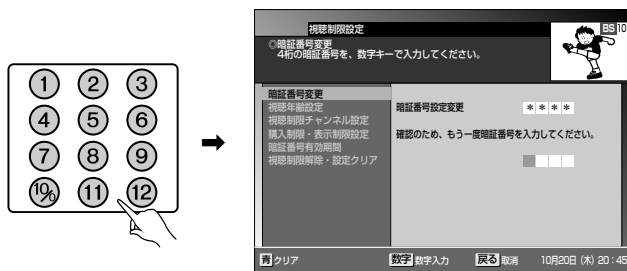 1 2 3
4 5 6
7 8 9
10/0 11 12
視聴制限設定
BS10
◎暗証番号変更
4桁の暗証番号を、数字キーで入力してください。
暗証番号変更
視聴年齢設定
視聴制限チャンネル設定
購入制限・表示制限設定
暗証番号有効期間
視聴制限解除・設定クリア
暗証番号設定変更 ＊＊＊＊
確認のため、もう一度暗証番号を入力してください。
青 クリア 数字 数字入力 戻る 取消 10月20日 (木) 20:45